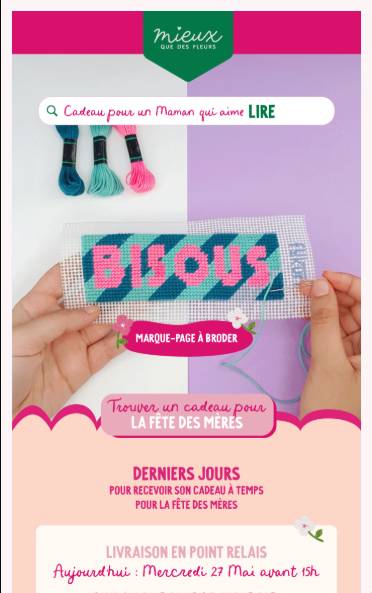 mieux
QUE DES FLEURS
Cadeau pour un Maman qui aime LIRE
BISOUS
MARQUE-PAGE À BRODER
Trouver un cadeau pour
LA FÊTE DES MÈRES
DERNIERS JOURS
POUR RECEVOIR SON CADEAU À TEMPS
POUR LA FÊTE DES MÈRES
LIVRAISON EN POINT RELAIS
Aujourd'hui : Mercredi 27 Mai avant 15h